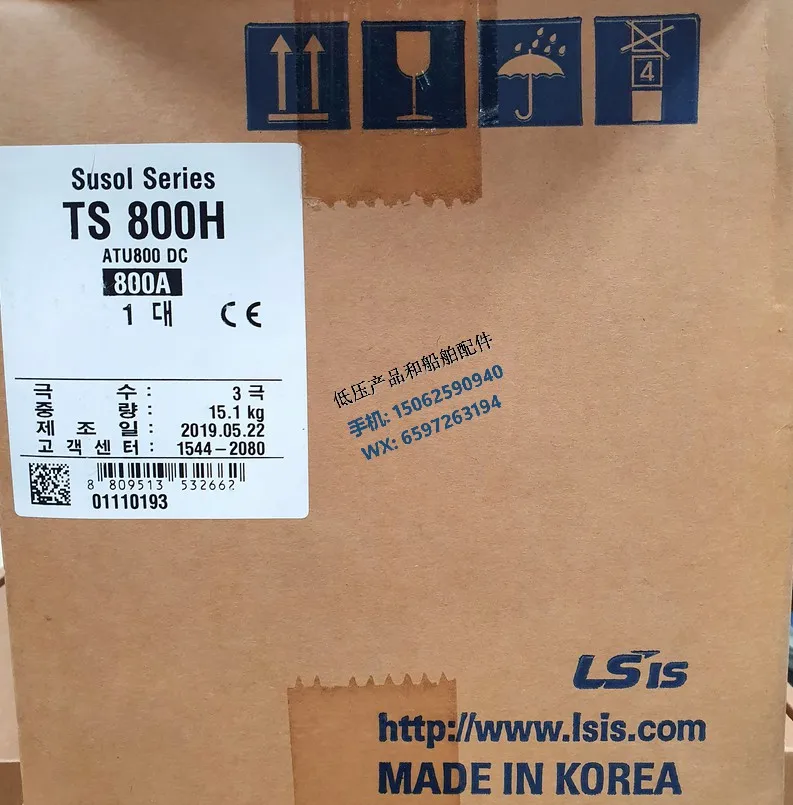 4
Susol Series
TS 800H
ATU800 DC
800A
1 대 CE
극 수 : 3 극
중 량 : 15.1 kg
제 조 일 : 2019.05.22
고객센터 : 1544-2080
8 809513 532662
01110193
低压产品和船舶配件
手机: 15062590940
WX: 6597263194
LSIS
http://www.lsis.com
MADE IN KOREA